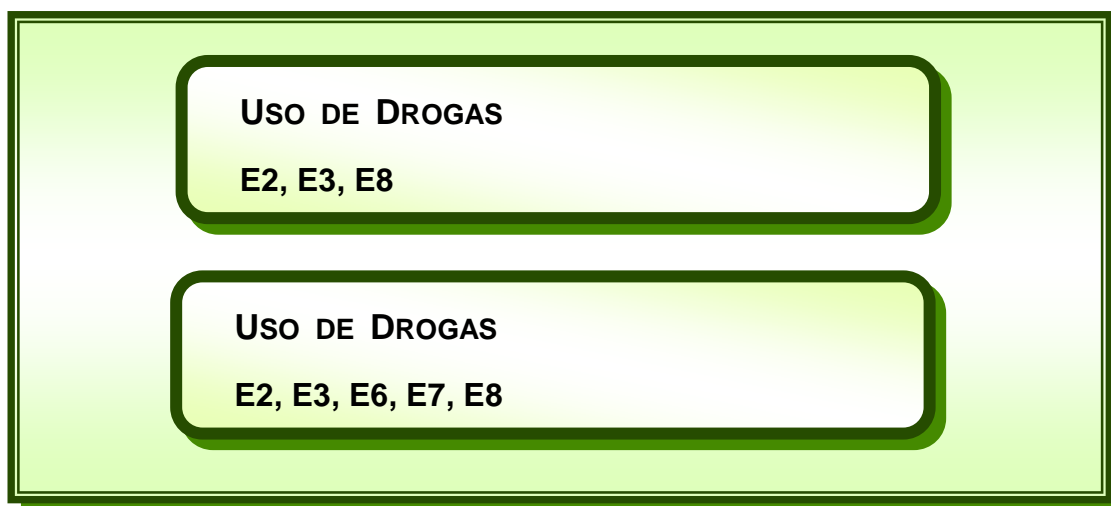 USO DE DROGAS
E2, E3, E8
USO DE DROGAS
E2, E3, E6, E7, E8